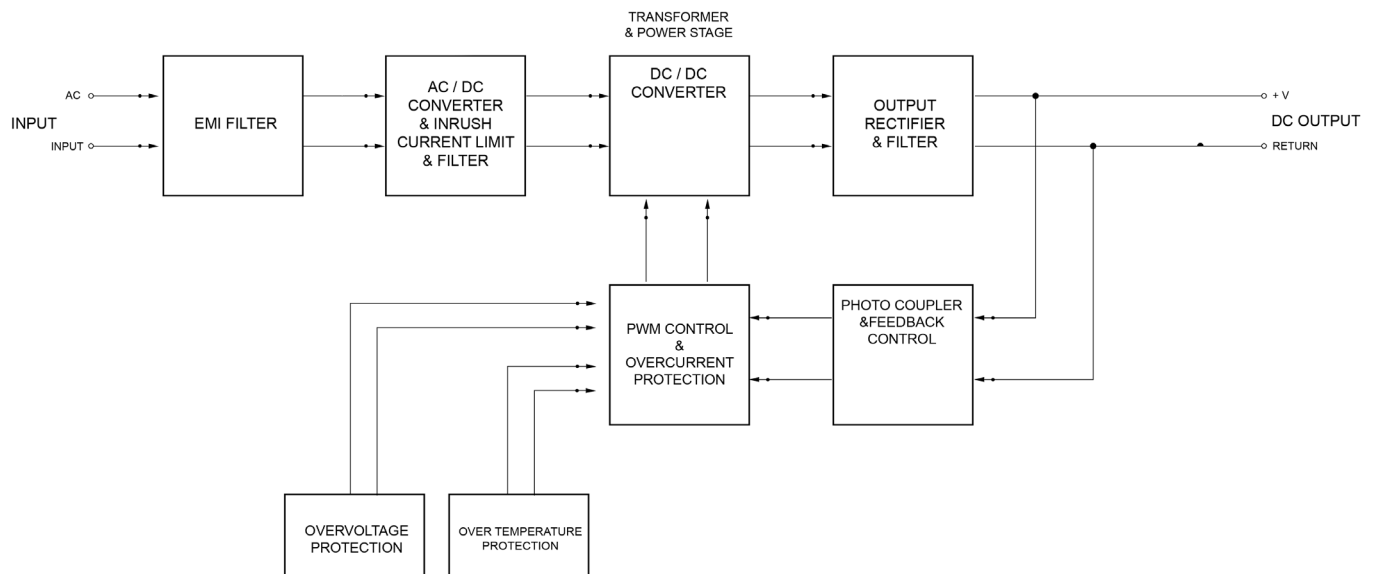 TRANSFORMER
& POWER STAGE
INPUT
AC
INPUT
EMI FILTER
AC / DC
CONVERTER
& INRUSH
CURRENT LIMIT
& FILTER
DC / DC
CONVERTER
OUTPUT
RECTIFIER
& FILTER
+ V
DC OUTPUT
RETURN
PWM CONTROL
&
OVERCURRENT
PROTECTION
PHOTO COUPLER
&FEEDBACK
CONTROL
OVERVOLTAGE
PROTECTION
OVER TEMPERATURE
PROTECTION